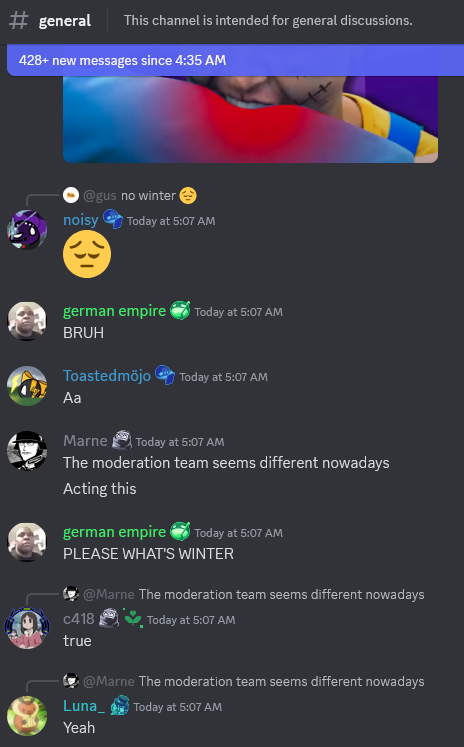 # general
This channel is intended for general discussions.
428+ new messages since 4:35 AM
@gus no winter 😔
noisy Today at 5:07 AM
😔
german empire Today at 5:07 AM
BRUH
Toastedmöjo Today at 5:07 AM
Aa
Marne Today at 5:07 AM
The moderation team seems different nowadays
Acting this
german empire Today at 5:07 AM
PLEASE WHAT'S WINTER
@Marne The moderation team seems different nowadays
c418 Today at 5:07 AM
true
@Marne The moderation team seems different nowadays
Luna_ Today at 5:07 AM
Yeah